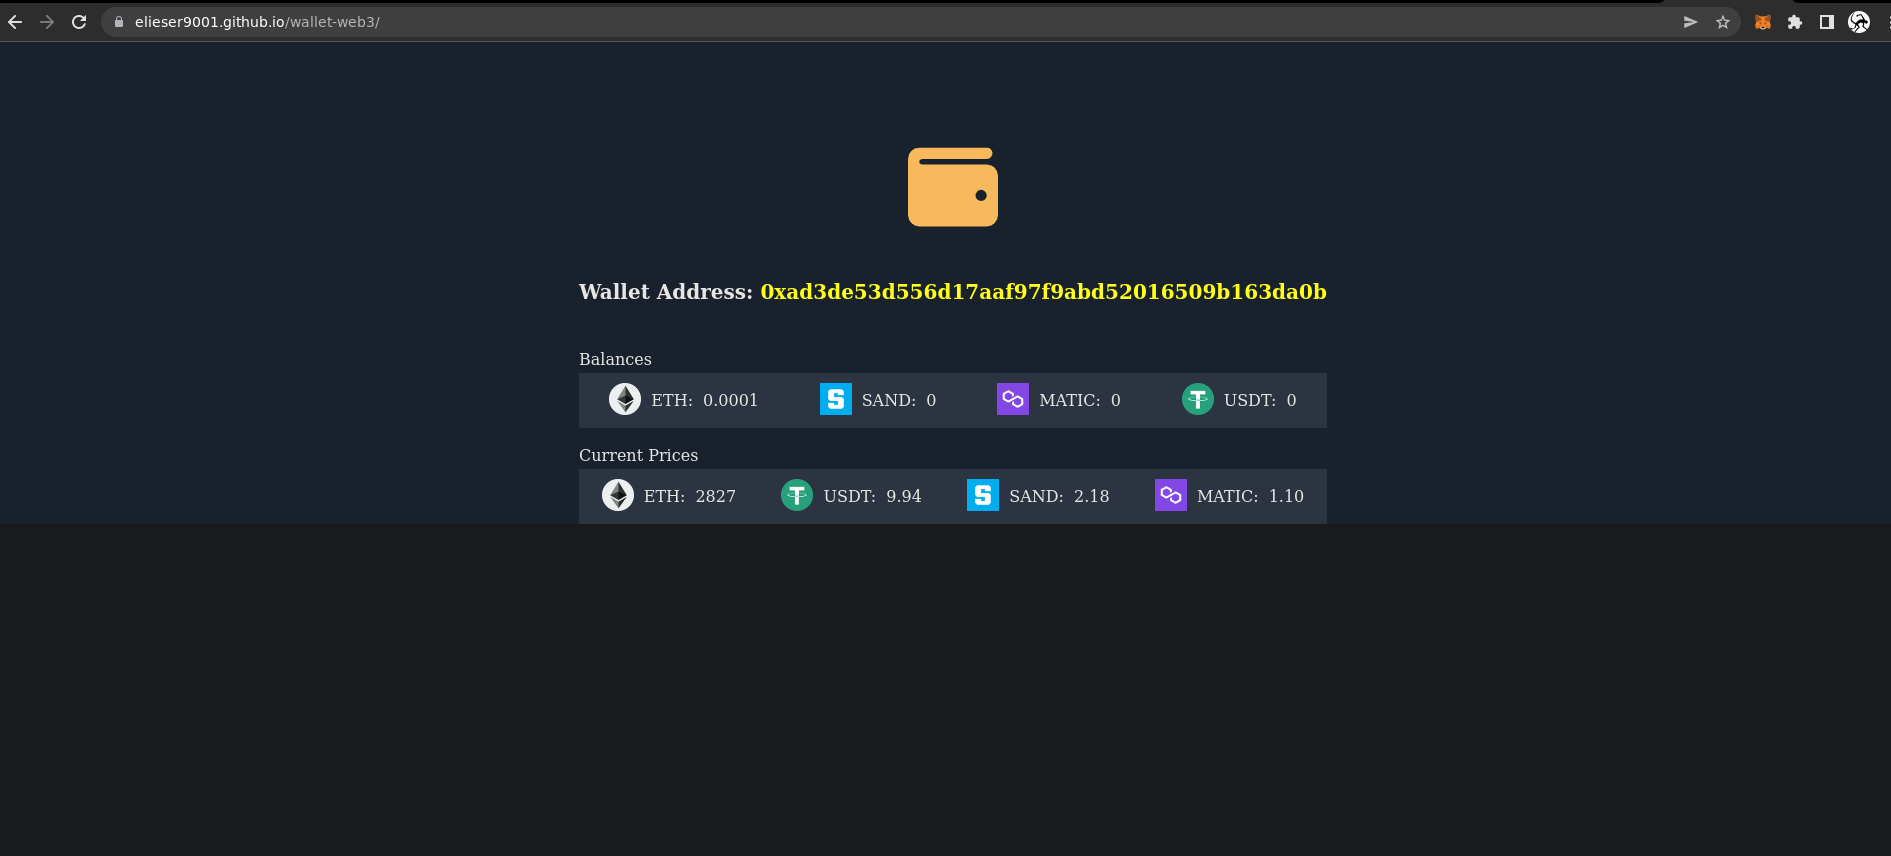 elieser9001.github.io/wallet-web3/
Wallet Address: 0xad3de53d556d17aaf97f9abd52016509b163da0b
Balances
ETH: 0.0001 SAND: 0 MATIC: 0 USDT: 0
Current Prices
ETH: 2827 USDT: 9.94 SAND: 2.18 MATIC: 1.10